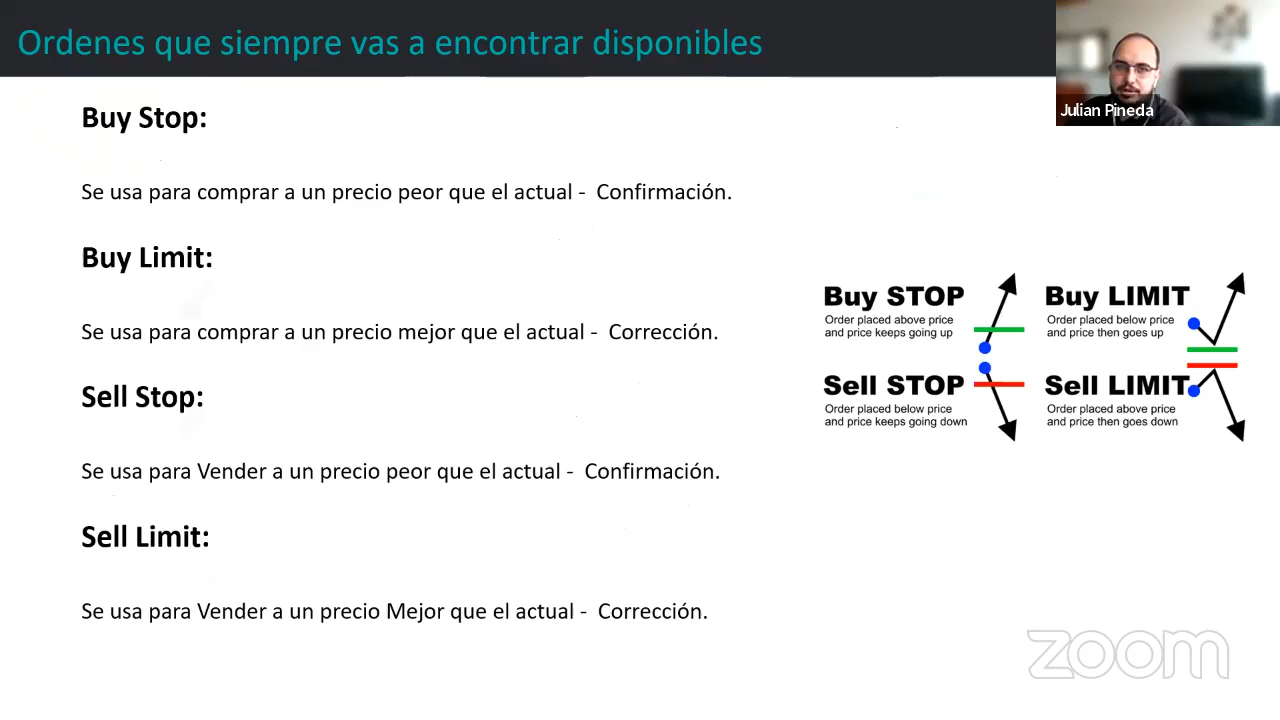 Ordenes que siempre vas a encontrar disponibles
Julian Pineda
Buy Stop:
Se usa para comprar a un precio peor que el actual - Confirmación.
Buy Limit:
Se usa para comprar a un precio mejor que el actual - Corrección.
Sell Stop:
Se usa para Vender a un precio peor que el actual - Confirmación.
Sell Limit:
Se usa para Vender a un precio Mejor que el actual - Corrección.
Buy STOP
Order placed above price
and price keeps going up
Buy LIMIT
Order placed below price
and price then goes up
Sell STOP
Order placed below price
and price keeps going down
Sell LIMIT
Order placed above price
and price then goes down
zoom